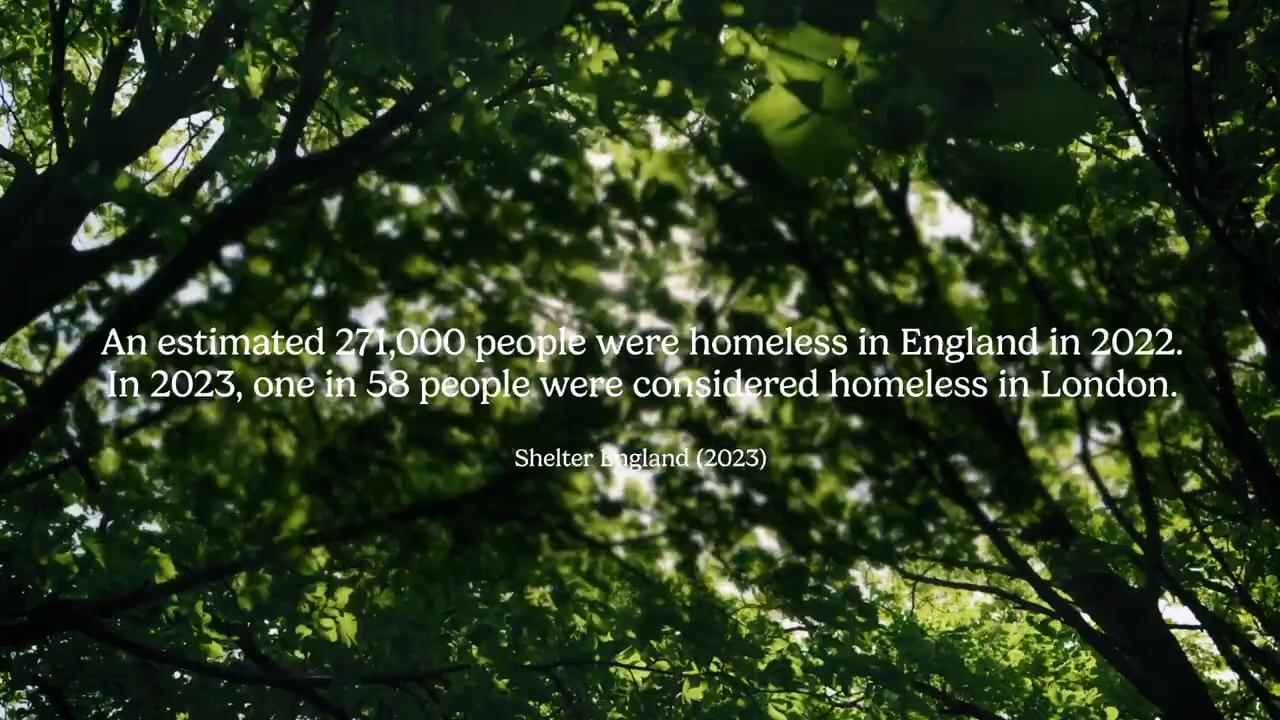 An estimated 271,000 people were homeless in England in 2022.
In 2023, one in 58 people were considered homeless in London.
Shelter England (2023)